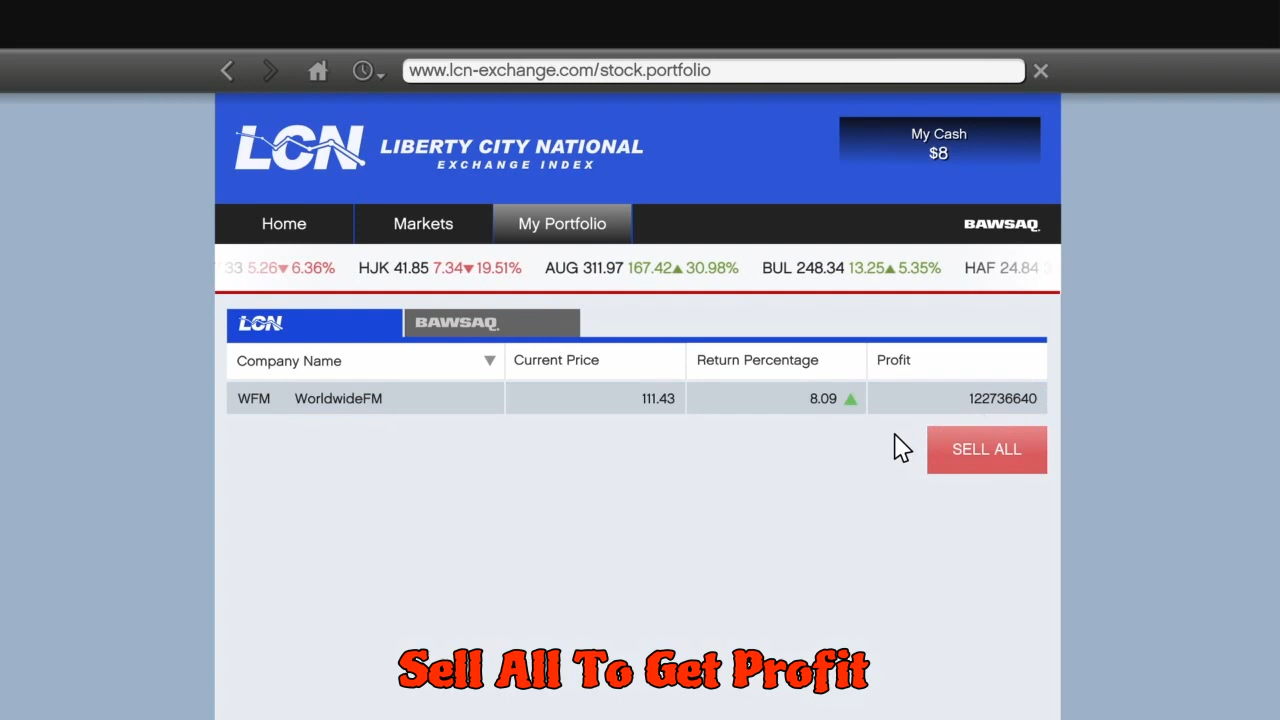 www.lcn-exchange.com/stock.portfolio
LCN LIBERTY CITY NATIONAL
EXCHANGE INDEX
My Cash
$8
Home Markets My Portfolio BAWSAQ
33 5.26▼6.36% HJK 41.85 7.34▼19.51% AUG 311.97 167.42▲30.98% BUL 248.34 13.25▲5.35% HAF 24.84
LCN BAWSAQ
Company Name ▼ Current Price Return Percentage Profit
WFM WorldwideFM 111.43 8.09 ▲ 122736640
SELL ALL
Sell All To Get Profit